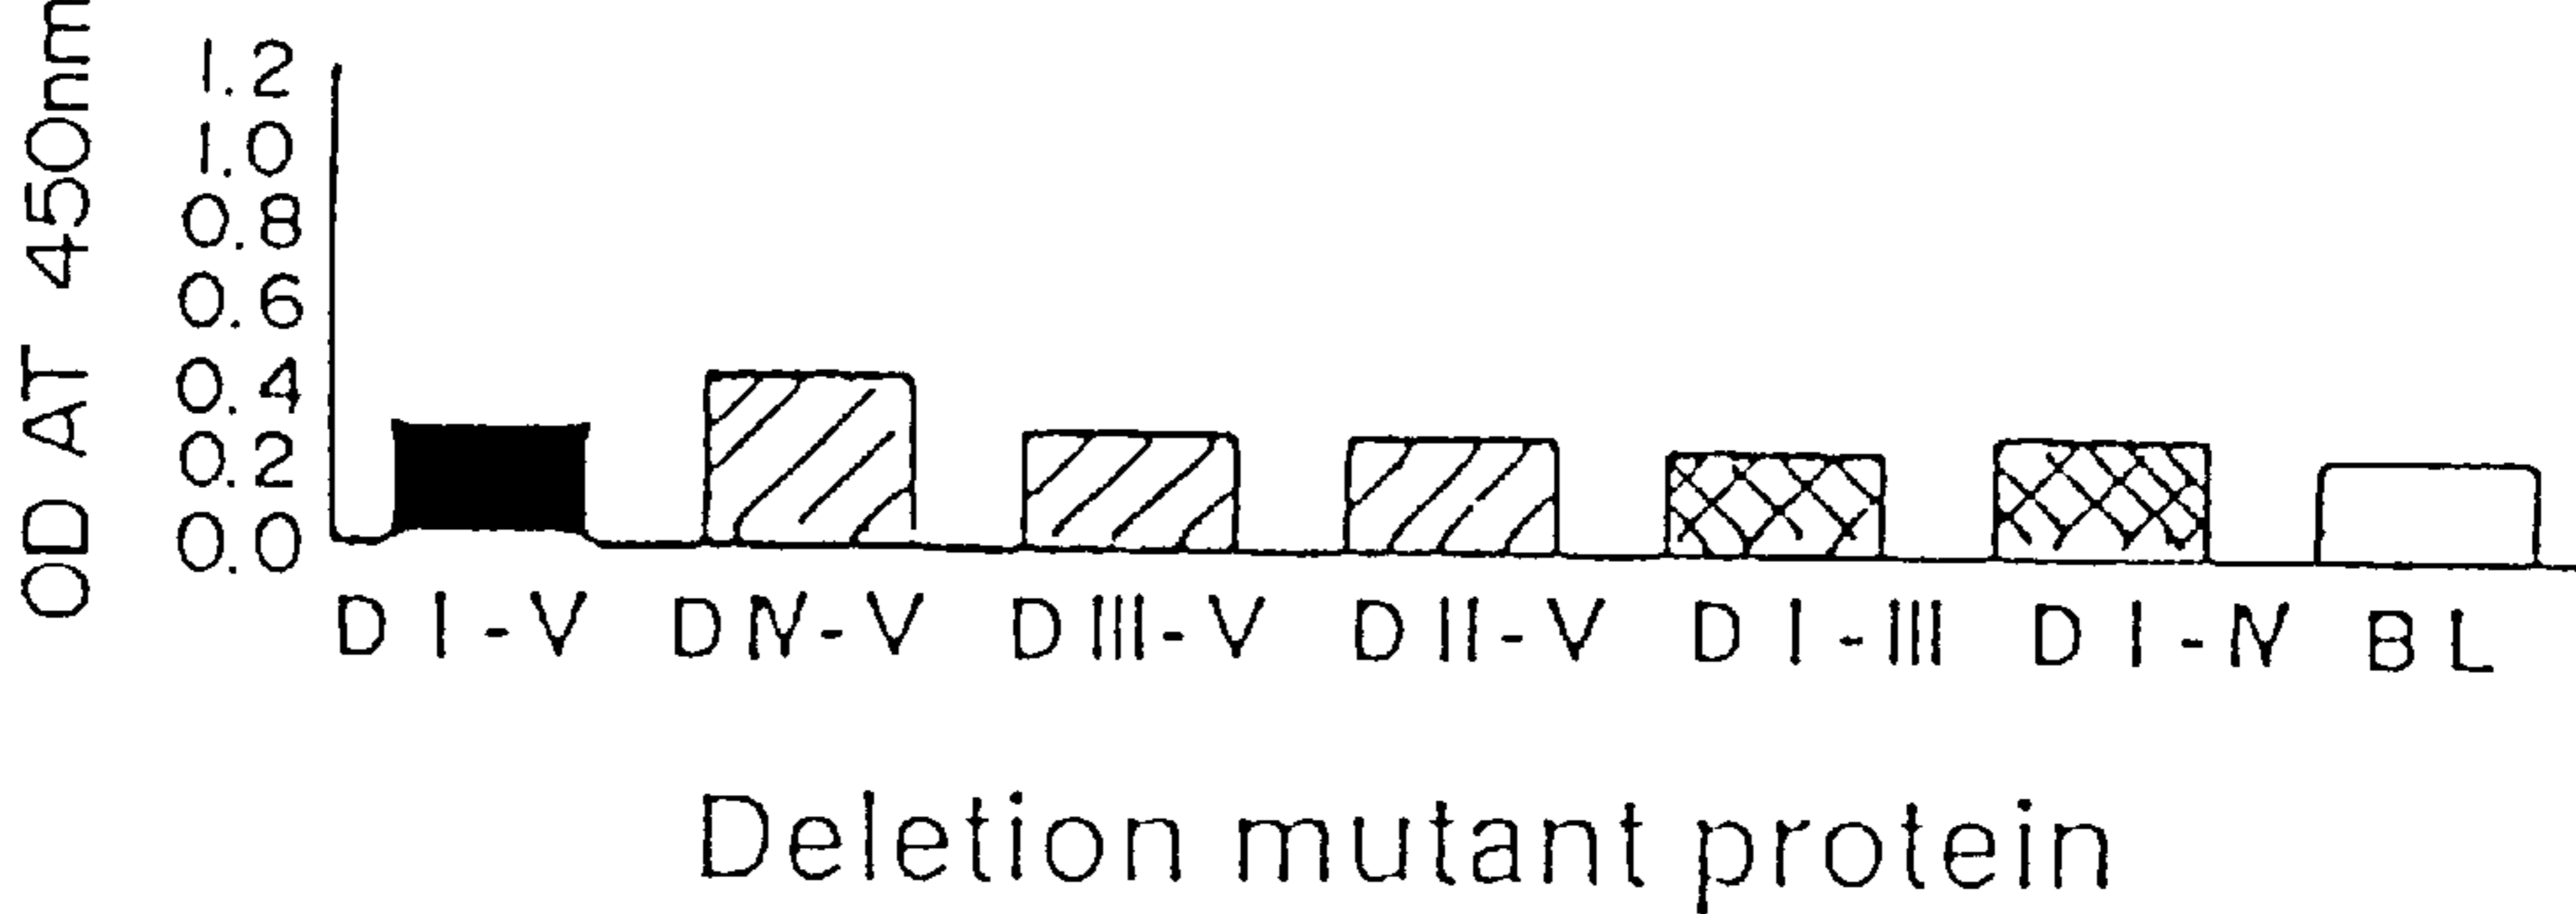 OD AT 450nm
1.2
1.0
0.8
0.6
0.4
0.2
0.0
D I-V D IV-V D III-V D II-V D I-III D I-IV BL
Deletion mutant protein